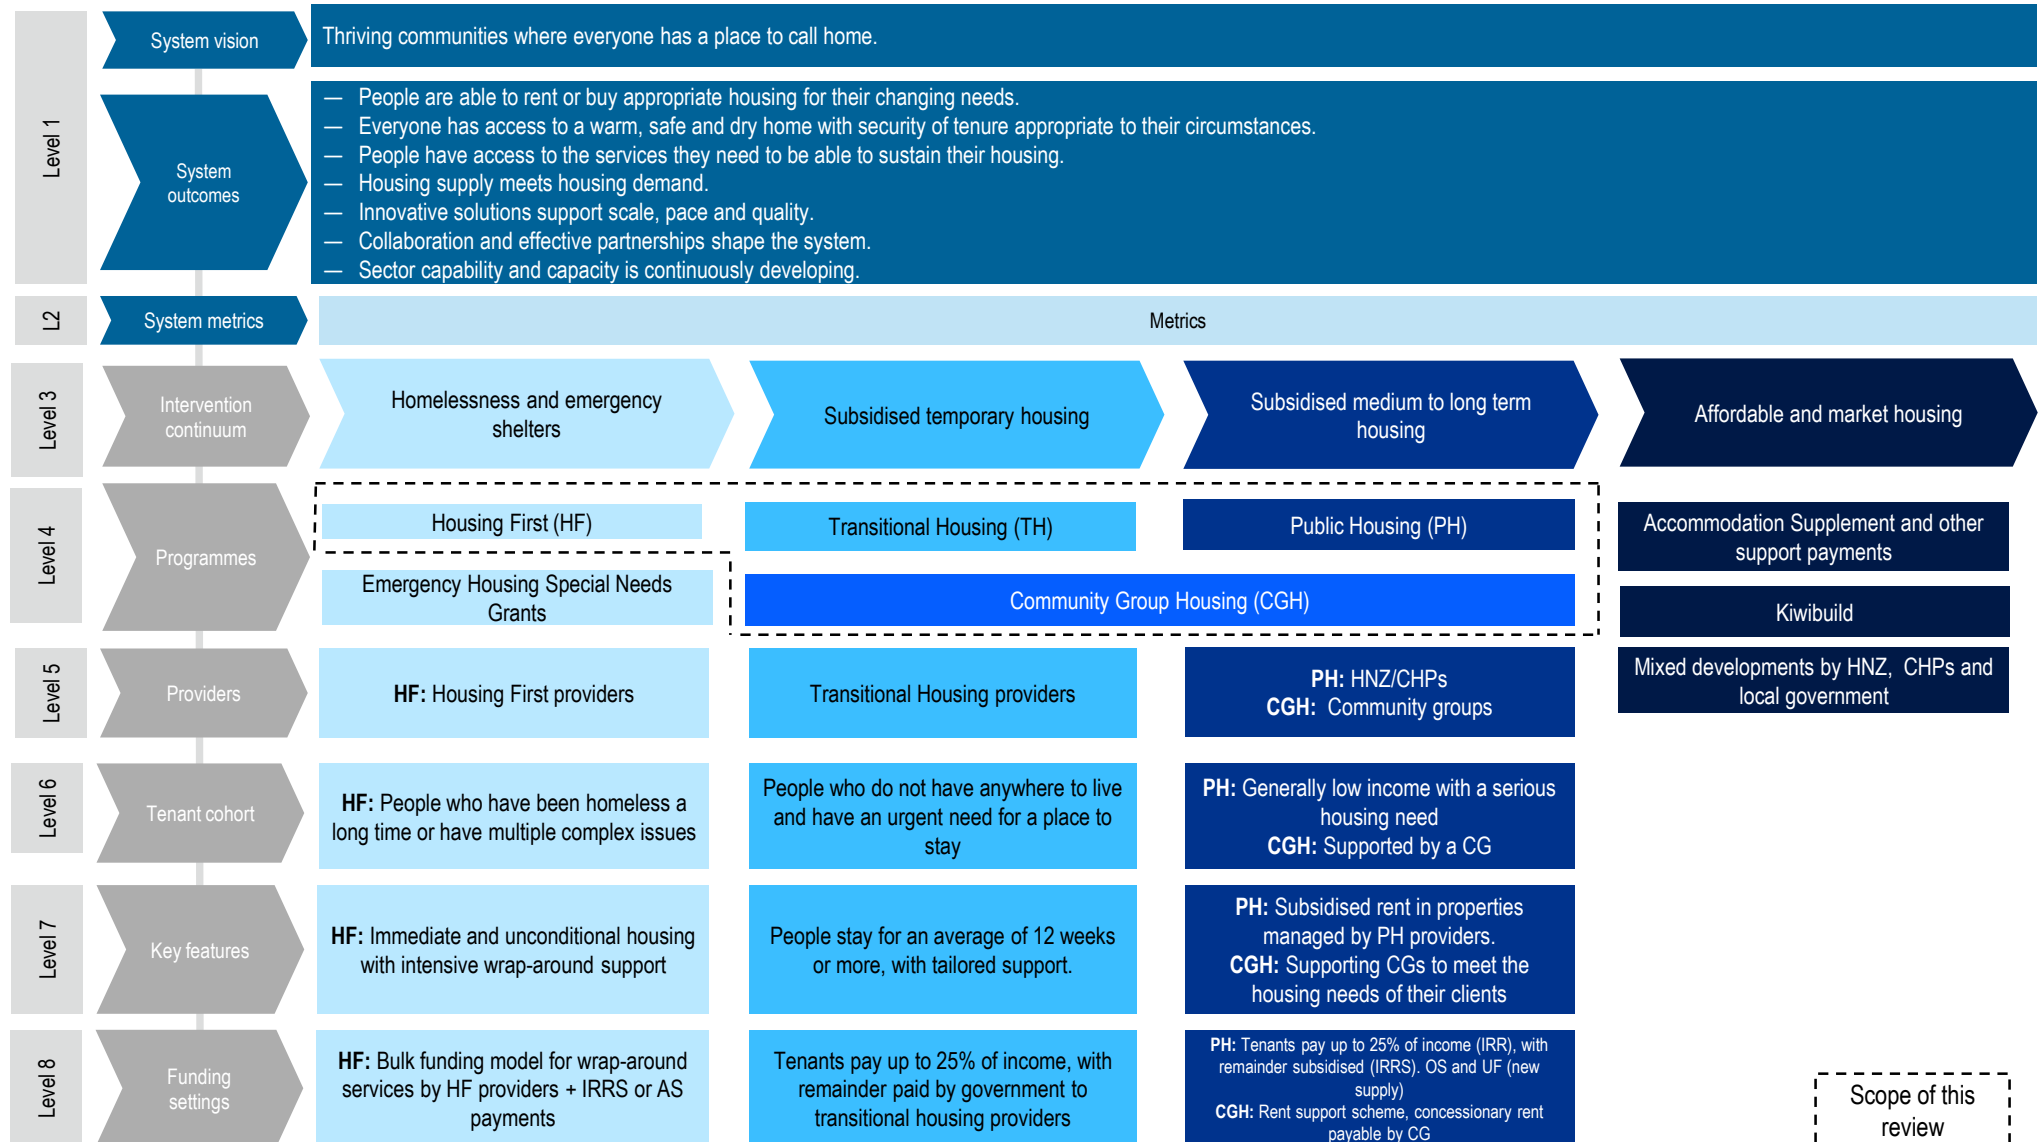 Level 1
System vision
Thriving communities where everyone has a place to call home.
System
outcomes
— People are able to rent or buy appropriate housing for their changing needs.
— Everyone has access to a warm, safe and dry home with security of tenure appropriate to their circumstances.
— People have access to the services they need to be able to sustain their housing.
— Housing supply meets housing demand.
— Innovative solutions support scale, pace and quality.
— Collaboration and effective partnerships shape the system.
— Sector capability and capacity is continuously developing.
L2
System metrics
Metrics
Level 3
Intervention
continuum
Homelessness and emergency
shelters
Subsidised temporary housing
Subsidised medium to long term
housing
Affordable and market housing
Level 4
Programmes
Housing First (HF)
Emergency Housing Special Needs
Grants
Transitional Housing (TH)
Public Housing (PH)
Community Group Housing (CGH)
Accommodation Supplement and other
support payments
Kiwibuild
Level 5
Providers
HF: Housing First providers
Transitional Housing providers
PH: HNZ/CHPs
CGH: Community groups
Mixed developments by HNZ, CHPs and
local government
Level 6
Tenant cohort
HF: People who have been homeless a
long time or have multiple complex issues
People who do not have anywhere to live
and have an urgent need for a place to
stay
PH: Generally low income with a serious
housing need
CGH: Supported by a CG
Level 7
Key features
HF: Immediate and unconditional housing
with intensive wrap-around support
People stay for an average of 12 weeks
or more, with tailored support.
PH: Subsidised rent in properties
managed by PH providers.
CGH: Supporting CGs to meet the
housing needs of their clients
Level 8
Funding
settings
HF: Bulk funding model for wrap-around
services by HF providers + IRRS or AS
payments
Tenants pay up to 25% of income, with
remainder paid by government to
transitional housing providers
PH: Tenants pay up to 25% of income (IRR), with
remainder subsidised (IRRS). OS and UF (new
supply)
CGH: Rent support scheme, concessionary rent
payable by CG
Scope of this
review